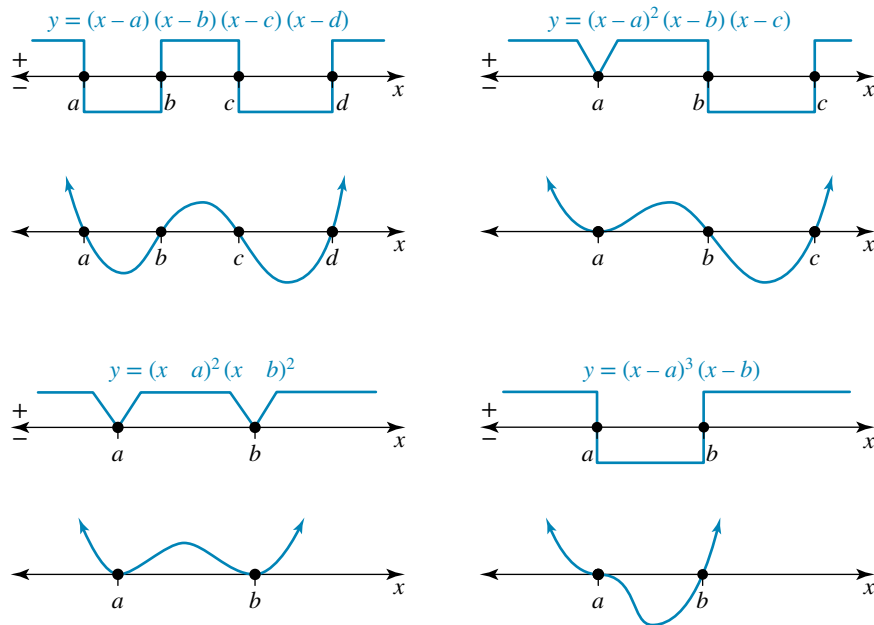 y = (x – a) (x – b) (x – c) (x – d)
+
–
a b c d x
y = (x – a)² (x – b) (x – c)
+
–
a b c x
a b c d x
a b c x
y = (x a)² (x b)²
+
–
a b x
y = (x – a)³ (x – b)
+
–
a b x
a b x
a b x